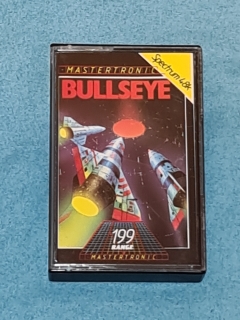 MASTERTRONIC
Spectrum 48K
BULLSEYE
199
RANGE
MASTERTRONIC